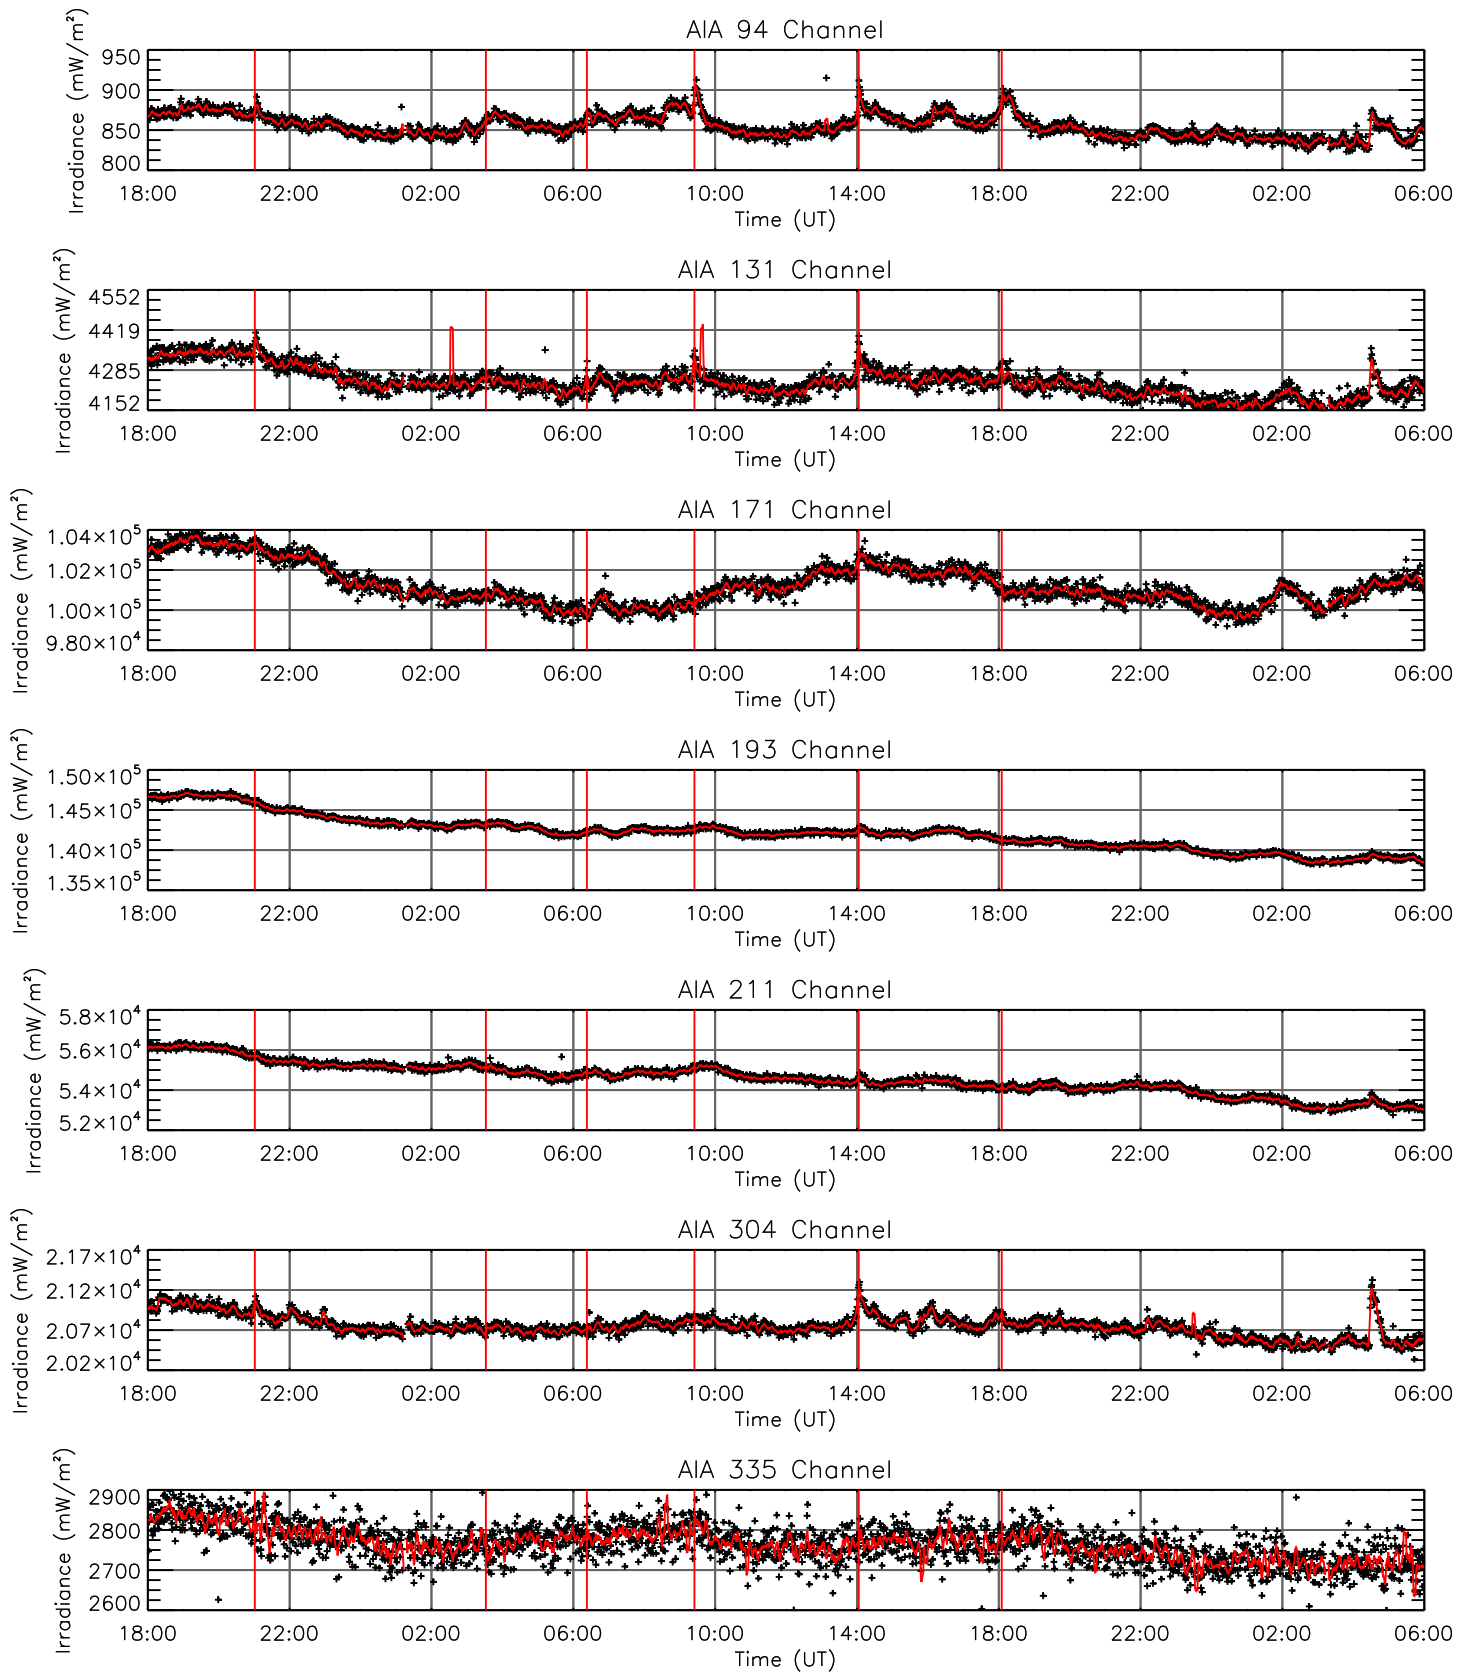 AIA 94 Channel
Irradiance (mW/m²)
950
900
850
800
18:00 22:00 02:00 06:00 10:00 14:00 18:00 22:00 02:00 06:00
Time (UT)
AIA 131 Channel
Irradiance (mW/m²)
4552
4419
4285
4152
18:00 22:00 02:00 06:00 10:00 14:00 18:00 22:00 02:00 06:00
Time (UT)
AIA 171 Channel
Irradiance (mW/m²)
1.04×10⁵
1.02×10⁵
1.00×10⁵
9.80×10⁴
18:00 22:00 02:00 06:00 10:00 14:00 18:00 22:00 02:00 06:00
Time (UT)
AIA 193 Channel
Irradiance (mW/m²)
1.50×10⁵
1.45×10⁵
1.40×10⁵
1.35×10⁵
18:00 22:00 02:00 06:00 10:00 14:00 18:00 22:00 02:00 06:00
Time (UT)
AIA 211 Channel
Irradiance (mW/m²)
5.8×10⁴
5.6×10⁴
5.4×10⁴
5.2×10⁴
18:00 22:00 02:00 06:00 10:00 14:00 18:00 22:00 02:00 06:00
Time (UT)
AIA 304 Channel
Irradiance (mW/m²)
2.17×10⁴
2.12×10⁴
2.07×10⁴
2.02×10⁴
18:00 22:00 02:00 06:00 10:00 14:00 18:00 22:00 02:00 06:00
Time (UT)
AIA 335 Channel
Irradiance (mW/m²)
2900
2800
2700
2600
18:00 22:00 02:00 06:00 10:00 14:00 18:00 22:00 02:00 06:00
Time (UT)